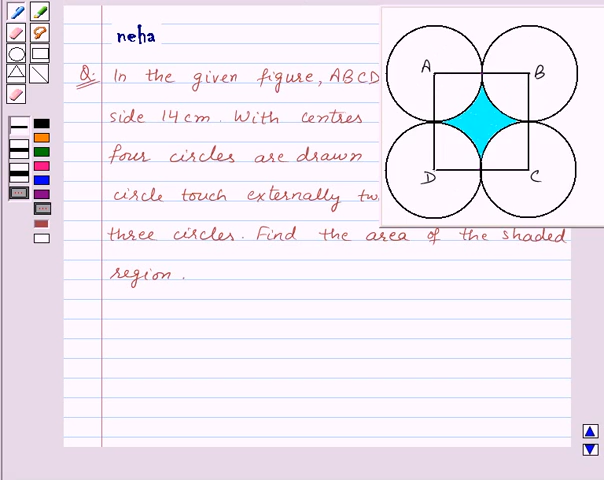 neha
Q. In the given figure, ABCD
side 14 cm. With centres
four circles are drawn
circle touch externally tw
three circles. Find the area of the shaded
region.
A
B
D
C